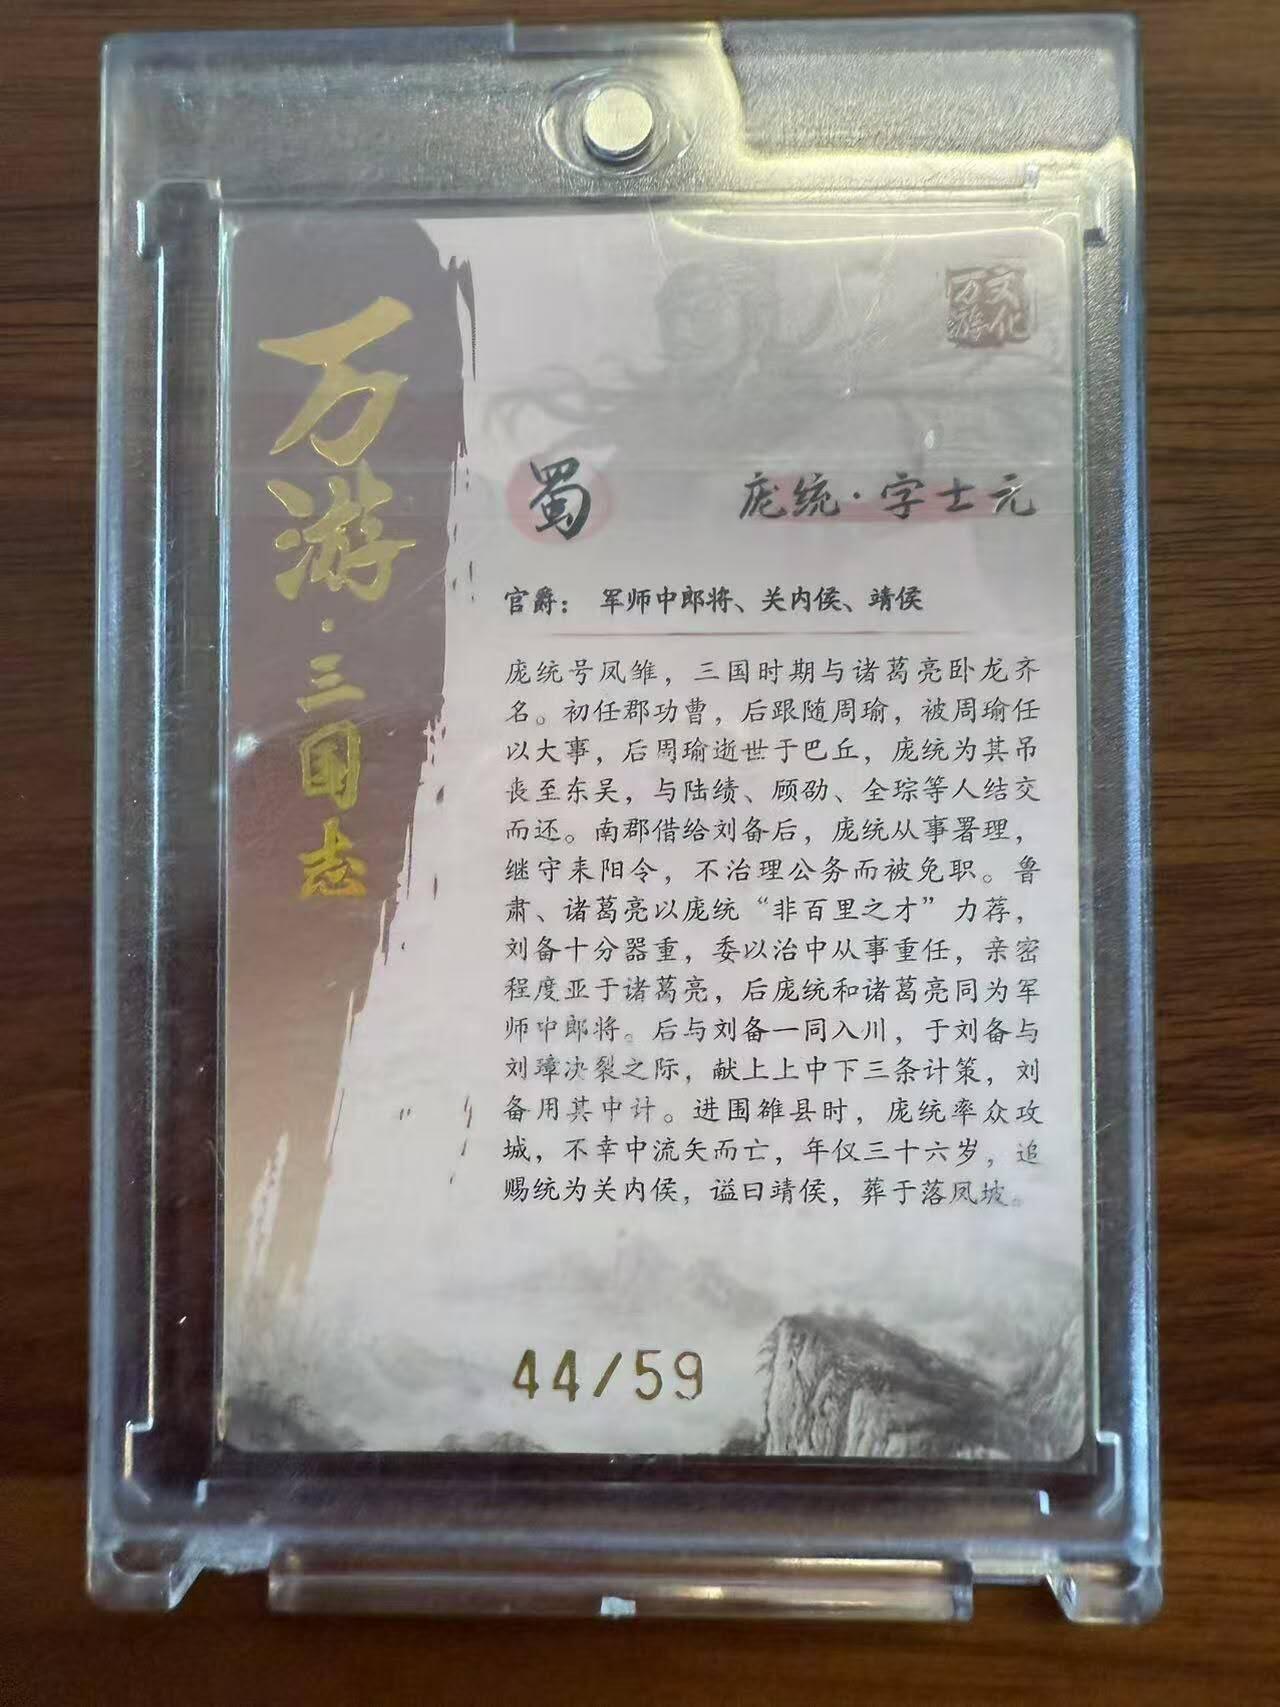 万游·三国志
万游文化
蜀
庞统·字士元
官爵： 军师中郎将、关内侯、靖侯
庞统号凤雏，三国时期与诸葛亮卧龙齐
名。初任郡功曹，后跟随周瑜，被周瑜任
以大事，后周瑜逝世于巴丘，庞统为其吊
丧至东吴，与陆绩、顾劭、全琮等人结交
而还。南郡借给刘备后，庞统从事署理，
继守耒阳令，不治理公务而被免职。鲁
肃、诸葛亮以庞统“非百里之才”力荐，
刘备十分器重，委以治中从事重任，亲密
程度亚于诸葛亮，后庞统和诸葛亮同为军
师中郎将。后与刘备一同入川，于刘备与
刘璋决裂之际，献上上中下三条计策，刘
备用其中计。进围雒县时，庞统率众攻
城，不幸中流矢而亡，年仅三十六岁，追
赐统为关内侯，谥曰靖侯，葬于落凤坡。
44/59